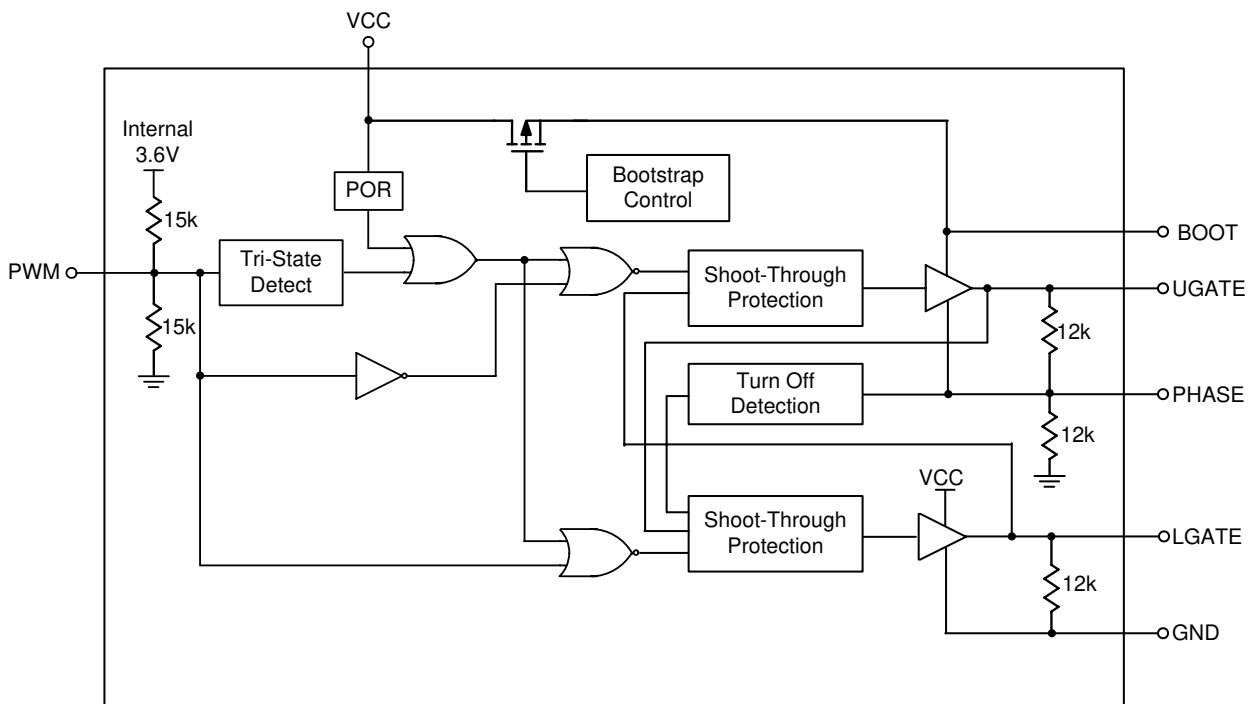 VCC
Internal
3.6V
15k
POR
Bootstrap
Control
BOOT
PWM
Tri-State
Detect
Shoot-Through
Protection
UGATE
15k
12k
Turn Off
Detection
PHASE
12k
VCC
Shoot-Through
Protection
LGATE
12k
GND